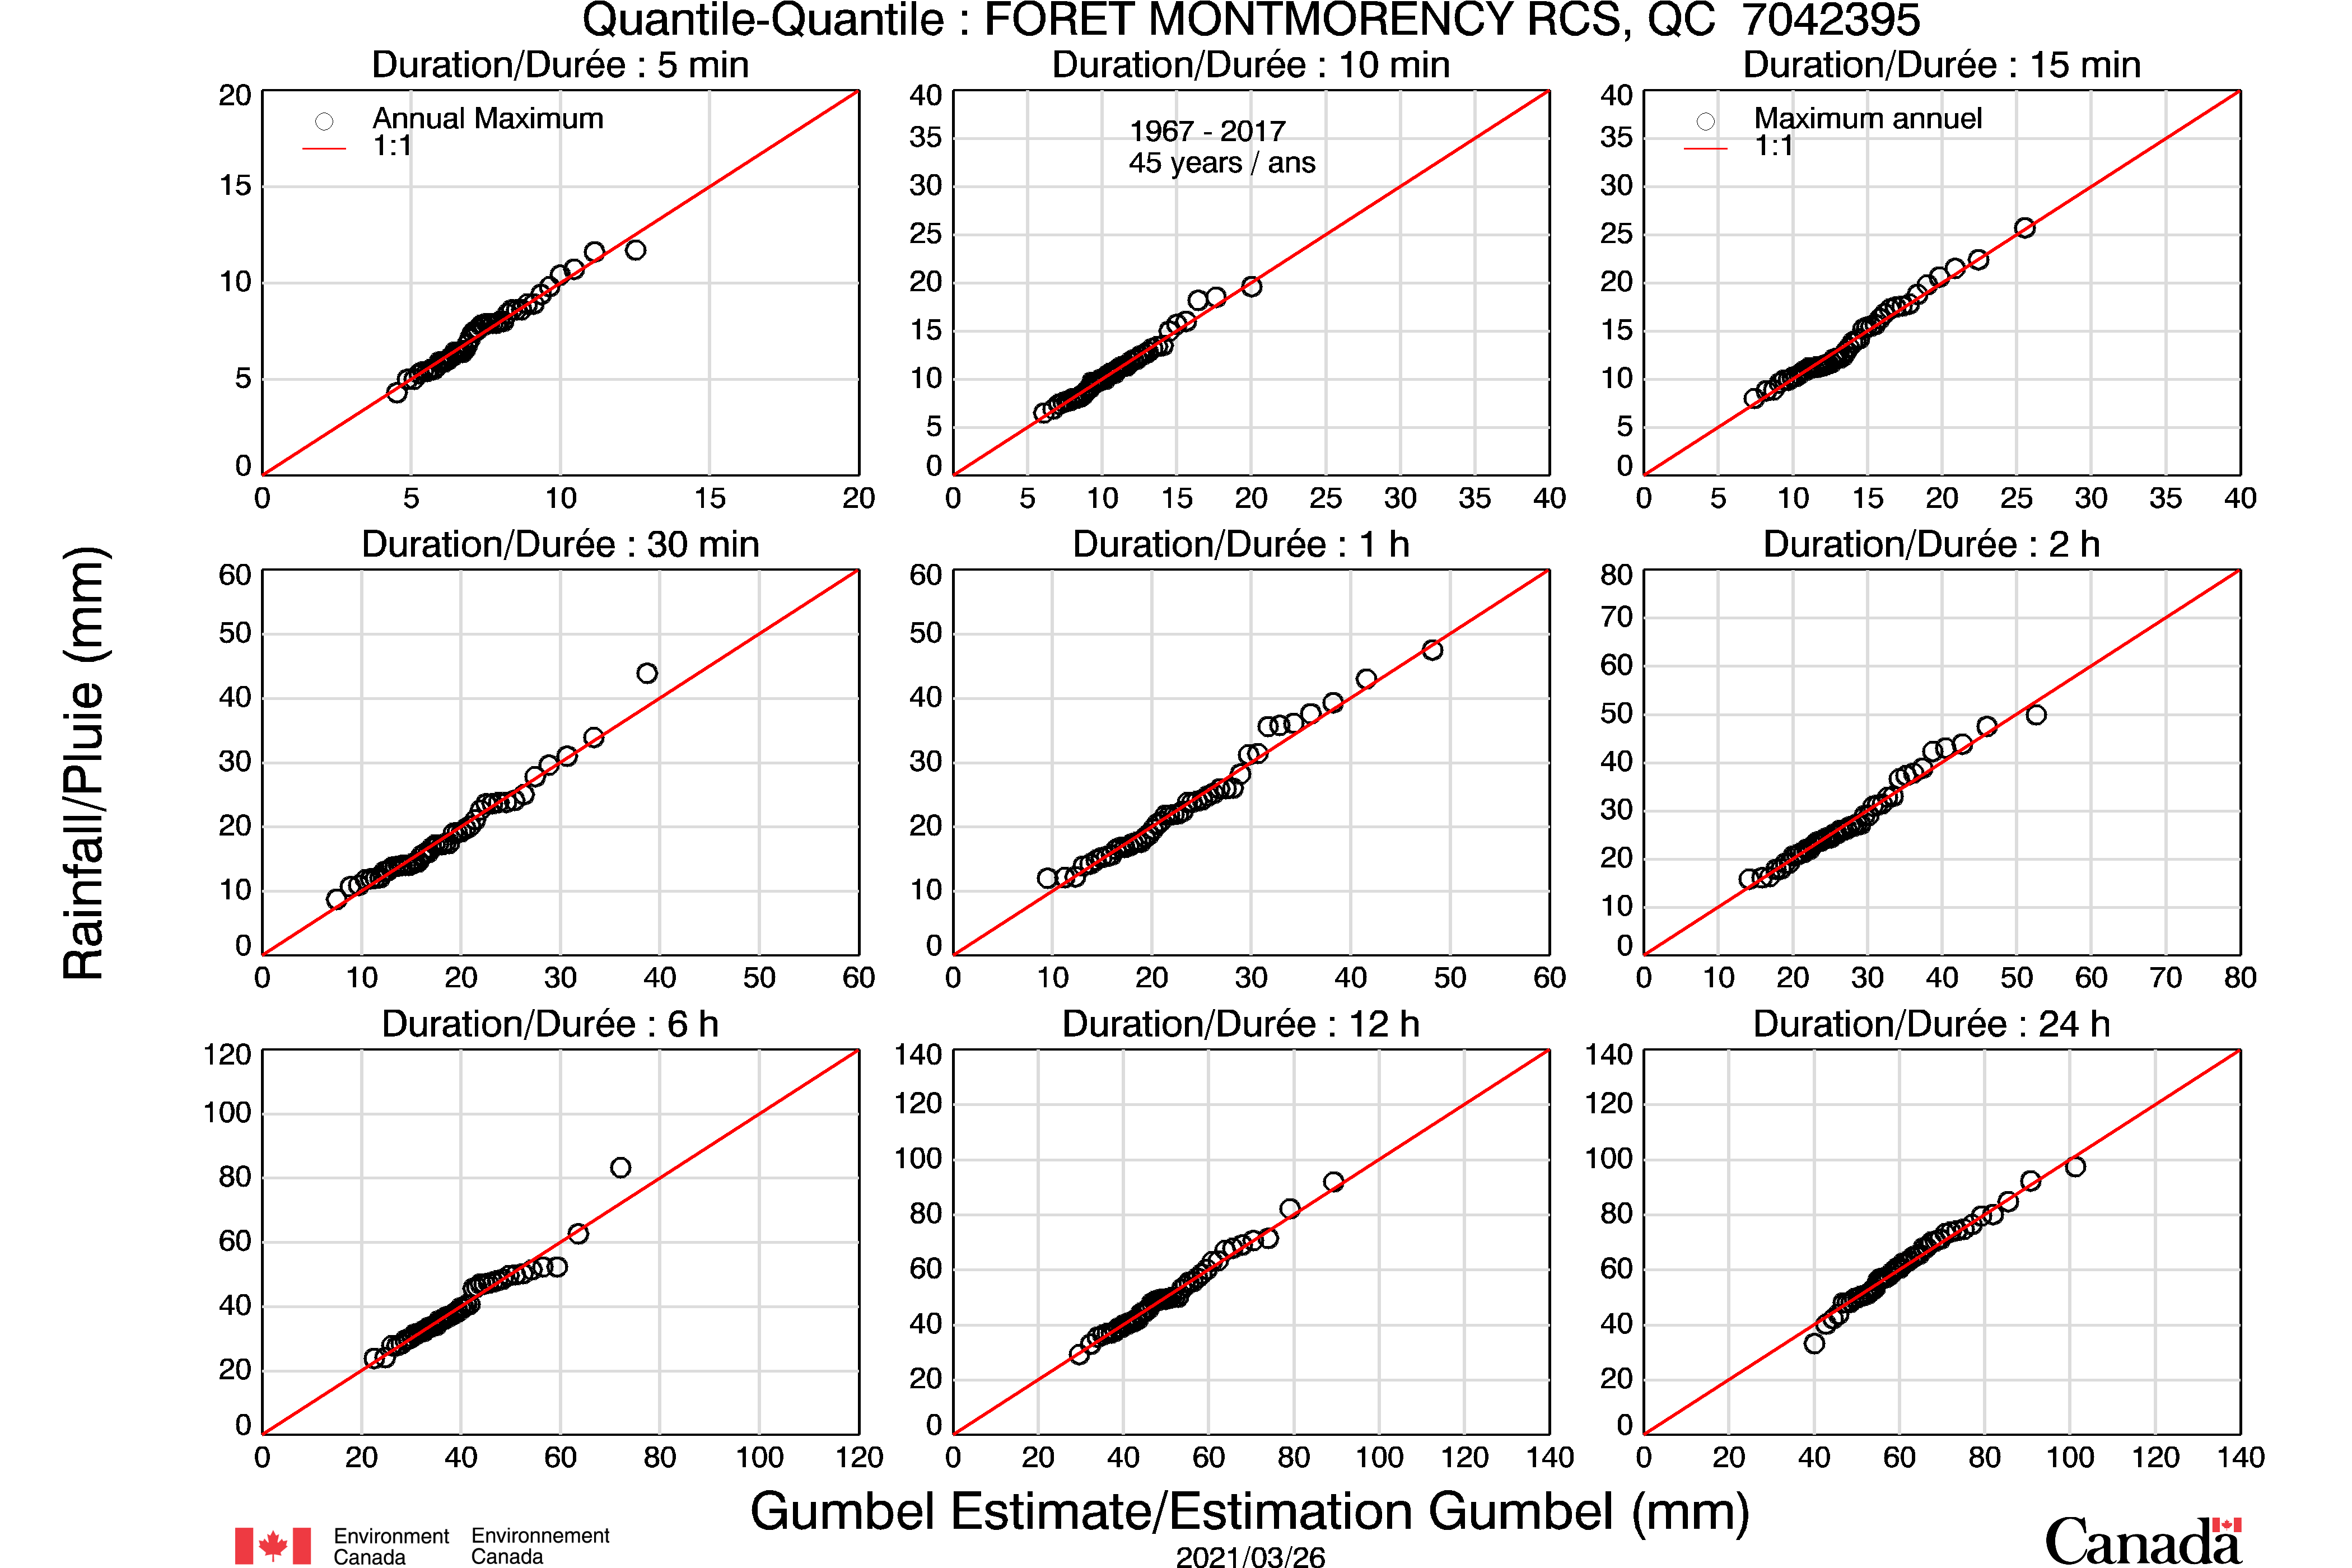 Quantile-Quantile : FORET MONTMORENCY RCS, QC 7042395
Duration/Durée : 5 min
20
15
10
5
0
0 5 10 15 20
Annual Maximum
1:1
Duration/Durée : 10 min
40
35
30
25
20
15
10
5
0
0 5 10 15 20 25 30 35 40
1967 - 2017
45 years / ans
Duration/Durée : 15 min
40
35
30
25
20
15
10
5
0
0 5 10 15 20 25 30 35 40
Maximum annuel
1:1
Rainfall/Pluie (mm)
Duration/Durée : 30 min
60
50
40
30
20
10
0
0 10 20 30 40 50 60
Duration/Durée : 1 h
60
50
40
30
20
10
0
0 10 20 30 40 50 60
Duration/Durée : 2 h
80
70
60
50
40
30
20
10
0
0 10 20 30 40 50 60 70 80
Duration/Durée : 6 h
120
100
80
60
40
20
0
0 20 40 60 80 100 120
Duration/Durée : 12 h
140
120
100
80
60
40
20
0
0 20 40 60 80 100 120 140
Duration/Durée : 24 h
140
120
100
80
60
40
20
0
0 20 40 60 80 100 120 140
Gumbel Estimate/Estimation Gumbel (mm)
Environment
Canada
Environnement
Canada
2021/03/26
Canada